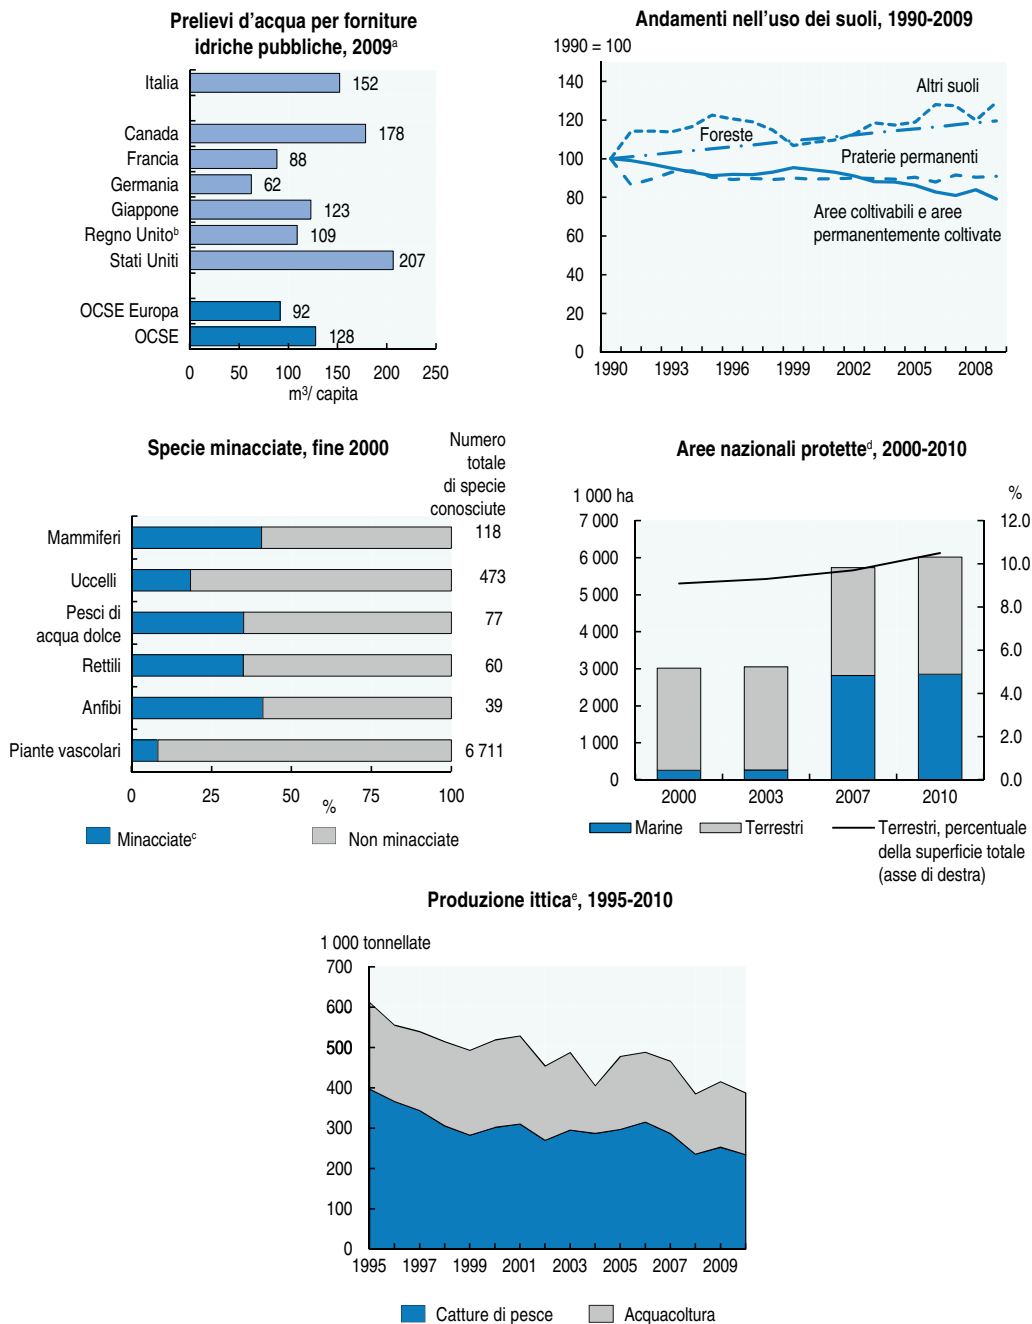 Prelievi d'acqua per forniture
idriche pubbliche, 2009ᵃ
Italia
152
Canada
178
Francia
88
Germania
62
Giappone
123
Regno Unitoᵇ
109
Stati Uniti
207
OCSE Europa
92
OCSE
128
0 50 100 150 200 250
m³/ capita
Andamenti nell'uso dei suoli, 1990-2009
1990 = 100
140
120
100
80
60
40
20
0
Altri suoli
Foreste
Praterie permanenti
Aree coltivabili e aree
permanentemente coltivate
1990 1993 1996 1999 2002 2005 2008
Specie minacciate, fine 2000
Numero
totale
di specie
conosciute
Mammiferi
118
Uccelli
473
Pesci di
acqua dolce
77
Rettili
60
Anfibi
39
Piante vascolari
6 711
0 25 50 75 100
%
Minacciateᶜ Non minacciate
Aree nazionali protetteᵈ, 2000-2010
1 000 ha
%
7 000
6 000
5 000
4 000
3 000
2 000
1 000
0
12.0
10.0
8.0
6.0
4.0
2.0
0.0
2000 2003 2007 2010
Marine Terrestri Terrestri, percentuale
della superficie totale
(asse di destra)
Produzione itticaᵉ, 1995-2010
1 000 tonnellate
700
600
500
400
300
200
100
0
1995 1997 1999 2001 2003 2005 2007 2009
Catture di pesce Acquacoltura